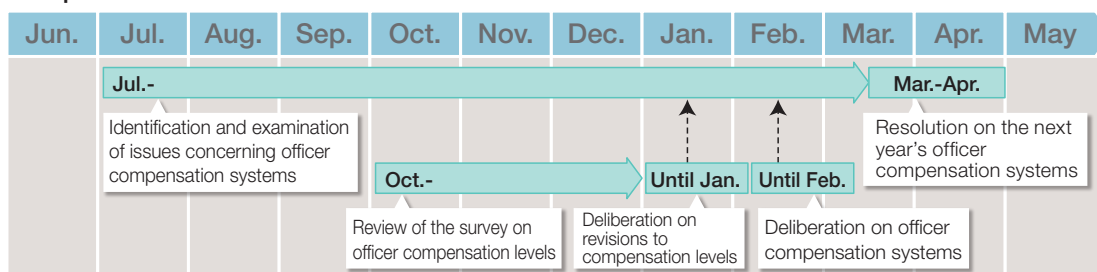 Jun. Jul. Aug. Sep. Oct. Nov. Dec. Jan. Feb. Mar. Apr. May
Jul.-
Mar.-Apr.
Identification and examination
of issues concerning officer
compensation systems
Resolution on the next
year's officer
compensation systems
Oct.-
Until Jan.
Until Feb.
Review of the survey on
officer compensation levels
Deliberation on
revisions to
compensation levels
Deliberation on officer
compensation systems